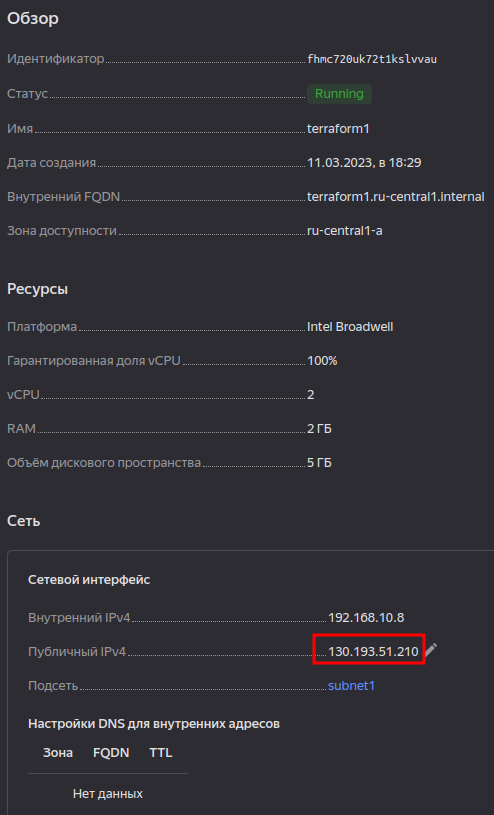 Обзор
Идентификатор fhmc720uk72t1kslvvau
Статус Running
Имя terraform1
Дата создания 11.03.2023, в 18:29
Внутренний FQDN terraform1.ru-central1.internal
Зона доступности ru-central1-a
Ресурсы
Платформа Intel Broadwell
Гарантированная доля vCPU 100%
vCPU 2
RAM 2 ГБ
Объём дискового пространства 5 ГБ
Сеть
Сетевой интерфейс
Внутренний IPv4 192.168.10.8
Публичный IPv4 130.193.51.210
Подсеть subnet1
Настройки DNS для внутренних адресов
Зона FQDN TTL
Нет данных